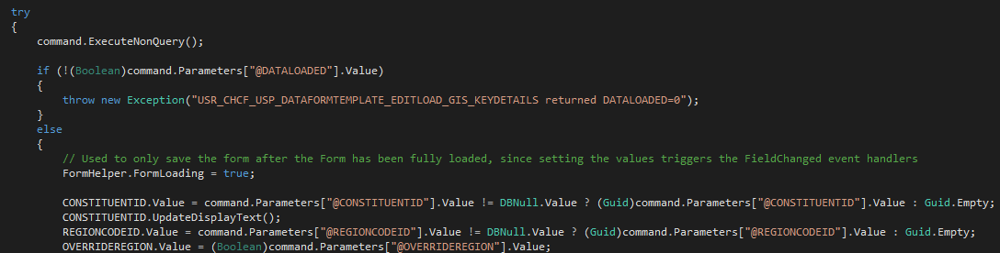 try
{
command.ExecuteNonQuery();
if (!(Boolean)command.Parameters["@DATALOADED"].Value)
{
throw new Exception("USR_CHCF_USP_DATAFORMTEMPLATE_EDITLOAD_GIS_KEYDETAILS returned DATALOADED=0");
}
else
{
// Used to only save the form after the Form has been fully loaded, since setting the values triggers the FieldChanged event handlers
FormHelper.FormLoading = true;
CONSTITUENTID.Value = command.Parameters["@CONSTITUENTID"].Value != DBNull.Value ? (Guid)command.Parameters["@CONSTITUENTID"].Value : Guid.Empty;
CONSTITUENTID.UpdateDisplayText();
REGIONCODEID.Value = command.Parameters["@REGIONCODEID"].Value != DBNull.Value ? (Guid)command.Parameters["@REGIONCODEID"].Value : Guid.Empty;
OVERRIDEREGION.Value = (Boolean)command.Parameters["@OVERRIDEREGION"].Value;